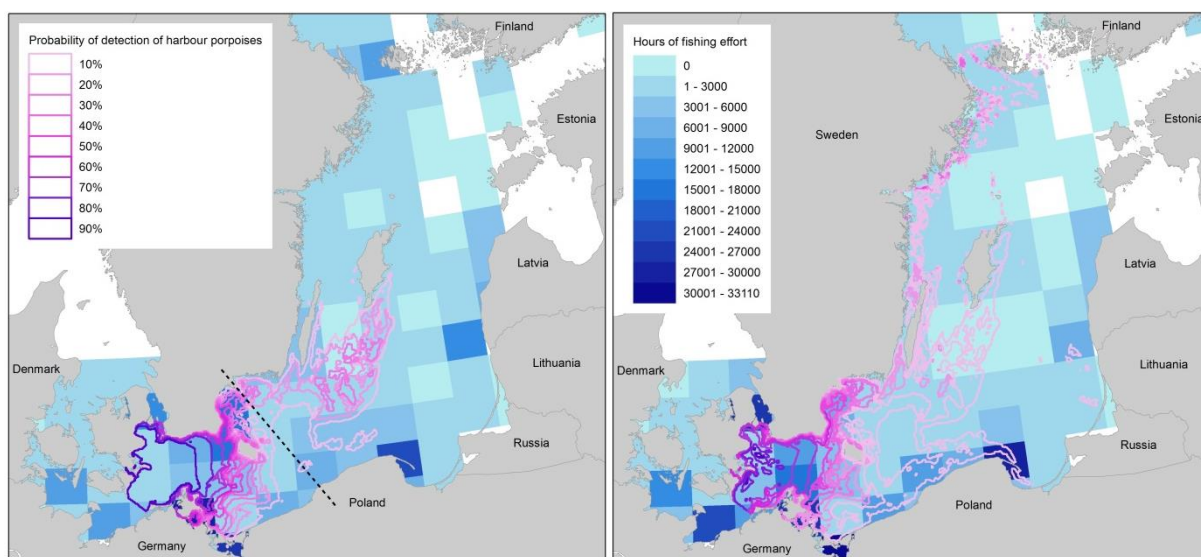 Probability of detection of harbour porpoises
10%
20%
30%
40%
50%
60%
70%
80%
90%
Finland
Estonia
Latvia
Lithuania
Denmark
Russia
Poland
Germany
Hours of fishing effort
0
1 - 3000
3001 - 6000
6001 - 9000
9001 - 12000
12001 - 15000
15001 - 18000
18001 - 21000
21001 - 24000
24001 - 27000
27001 - 30000
30001 - 33110
Finland
Sweden
Estonia
Latvia
Lithuania
Denmark
Russia
Poland
Germany